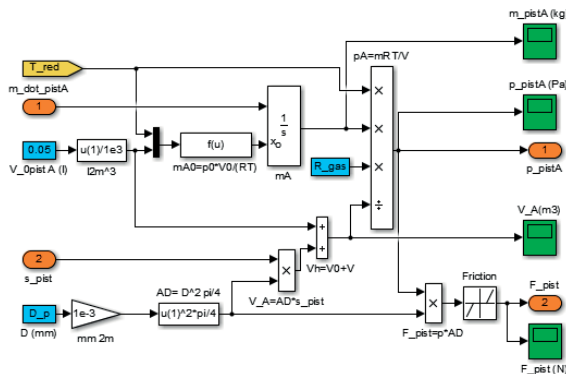 m_pistA (kg)
T_red
pA=mRT/V
m_dot_pistA
p_pistA (Pa)
1
1
s
x
×
o
f(u)
×
1
0.05
u(1)/1e3
R_gas
×
p_pistA
V_0pist A (l)
l2m^3
mA0=p0*V0/(RT)
mA
÷
V_A(m3)
+
+
2
s_pist
×
Vh=V0+V
AD= D^2 pi/4
V_A=AD*s_pist
Friction
F_pist
D_p
1e-3
u(1)^2*pi/4
×
2
D (mm)
mm 2m
F_pist=p*AD
F_pist (N)